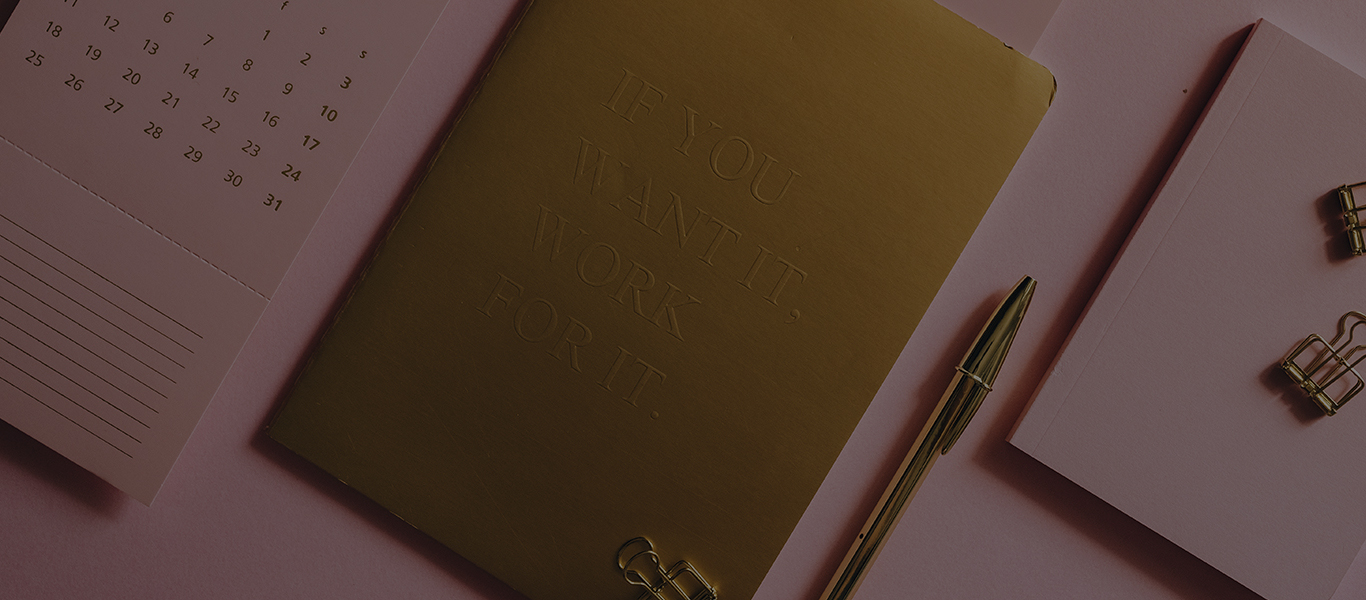 f s s
1 2 3
6 7 8 9 10
11 12 13 14 15 16 17
18 19 20 21 22 23 24
25 26 27 28 29 30 31
IF YOU
WANT IT,
WORK
FOR IT.